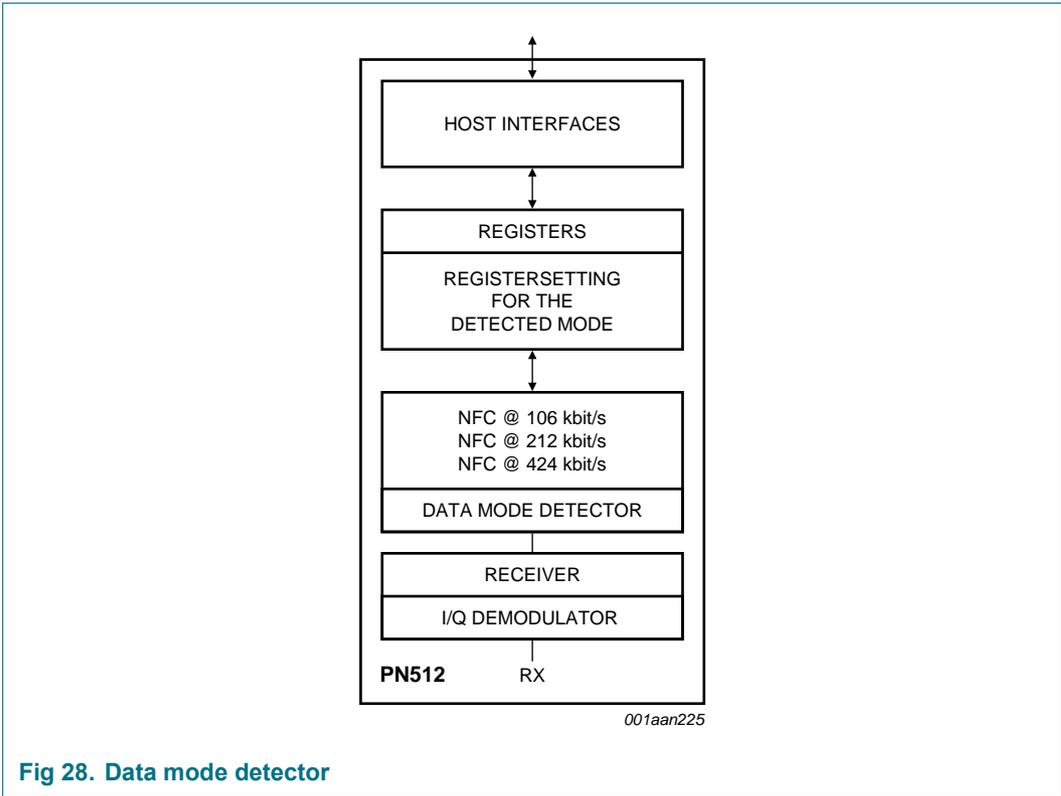 HOST INTERFACES
REGISTERS
REGISTERSETTING
FOR THE
DETECTED MODE
NFC @ 106 kbit/s
NFC @ 212 kbit/s
NFC @ 424 kbit/s
DATA MODE DETECTOR
RECEIVER
I/Q DEMODULATOR
PN512 RX
001aan225
Fig 28. Data mode detector